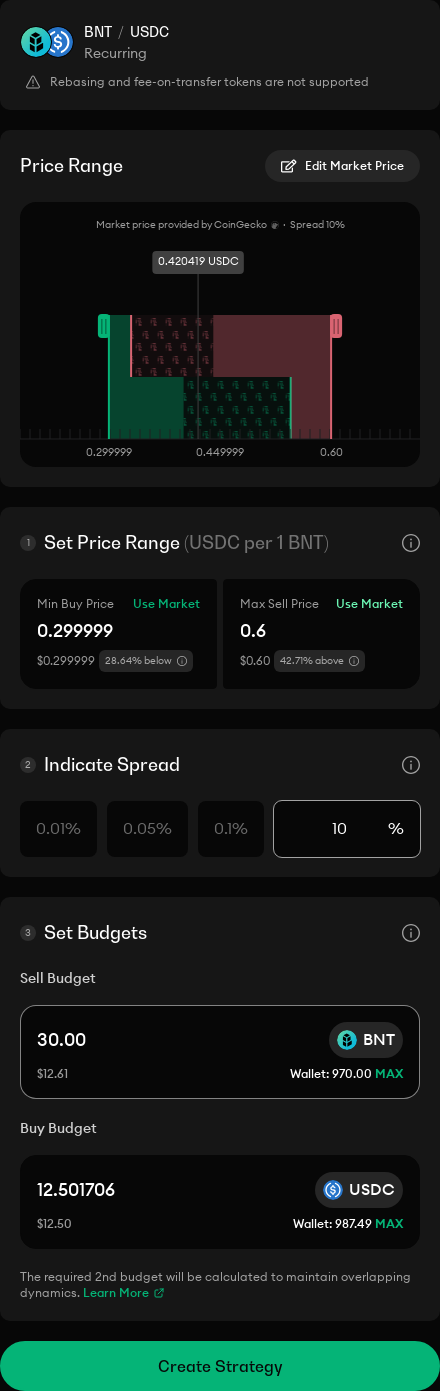 BNT / USDC
Recurring
Rebasing and fee-on-transfer tokens are not supported
Price Range
Edit Market Price
Market price provided by CoinGecko · Spread 10%
0.420419 USDC
0.299999 0.449999 0.60
1 Set Price Range (USDC per 1 BNT)
Min Buy Price Use Market Max Sell Price Use Market
0.299999 0.6
$0.299999 28.64% below $0.60 42.71% above
2 Indicate Spread
0.01% 0.05% 0.1% 10 %
3 Set Budgets
Sell Budget
30.00 BNT
$12.61 Wallet: 970.00 MAX
Buy Budget
12.501706 USDC
$12.50 Wallet: 987.49 MAX
The required 2nd budget will be calculated to maintain overlapping
dynamics. Learn More
Create Strategy